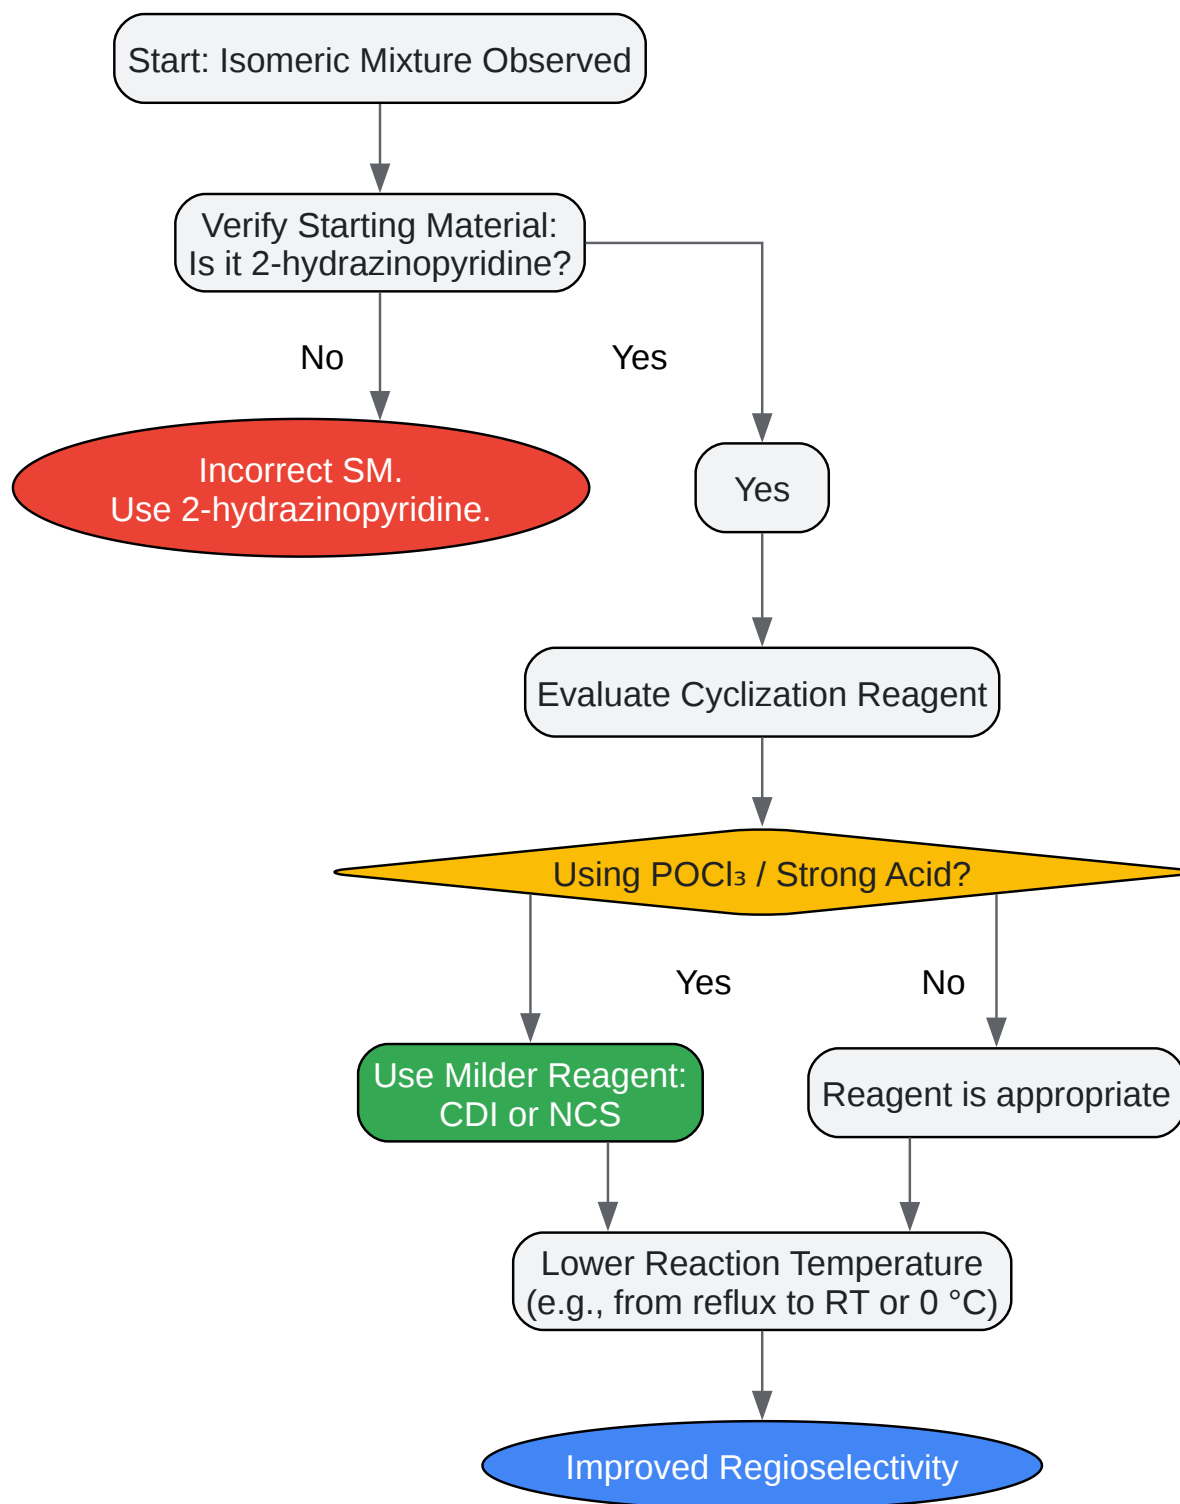 Start: Isomeric Mixture Observed
Verify Starting Material:
Is it 2-hydrazinopyridine?
No
Yes
Incorrect SM.
Use 2-hydrazinopyridine.
Yes
Evaluate Cyclization Reagent
Using POCl₃ / Strong Acid?
Yes
No
Use Milder Reagent:
CDI or NCS
Reagent is appropriate
Lower Reaction Temperature
(e.g., from reflux to RT or 0 °C)
Improved Regioselectivity